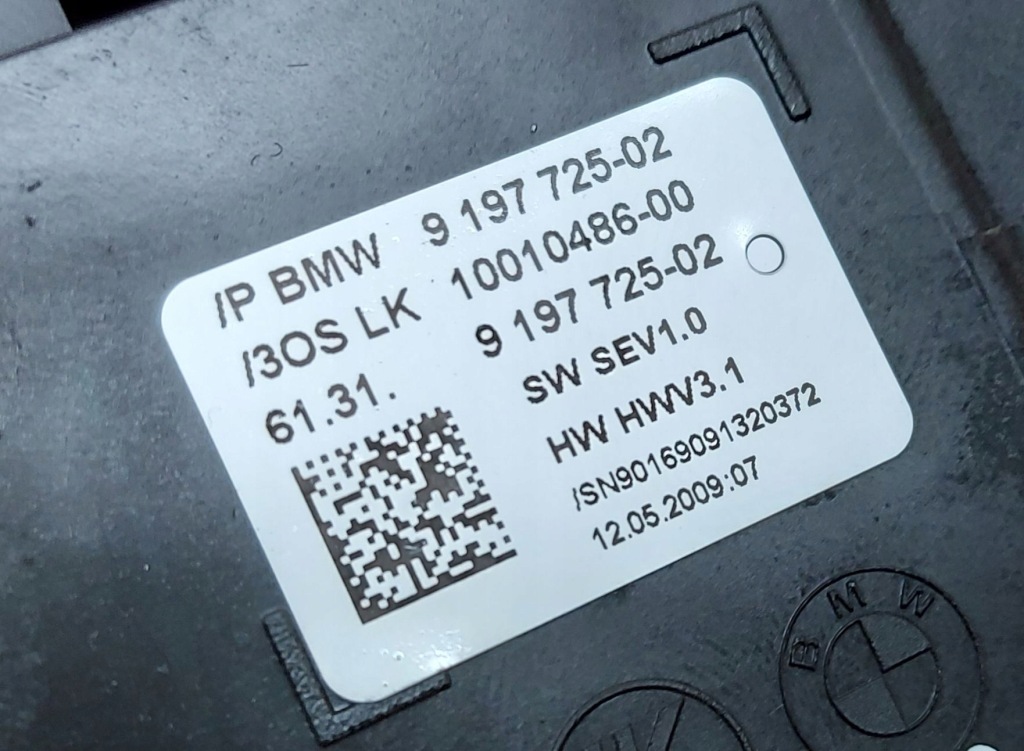 /P BMW 9 197 725-02
/3OS LK 10010486-00
61.31. 9 197 725-02
SW SEV1.0
HW HWV3.1
/SN90169091320372
12.05.2009:07
BMW